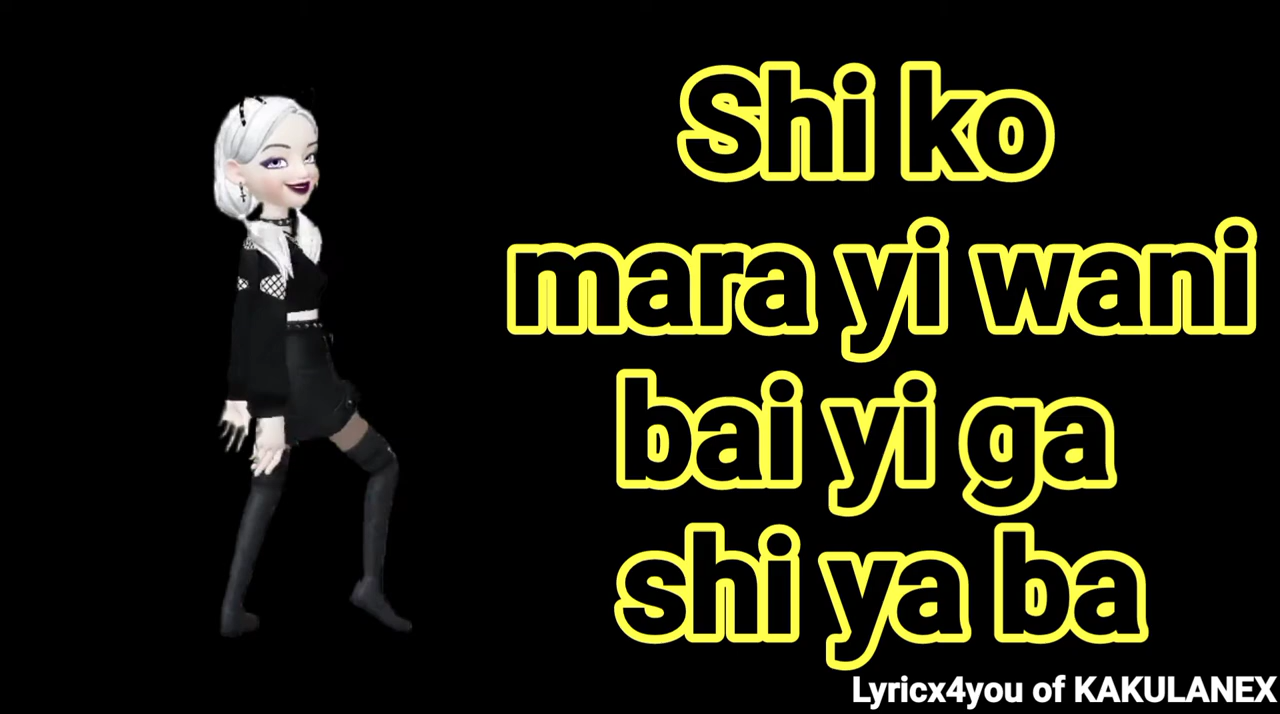 Shi ko
mara yi wani
bai yi ga
shi ya ba
Lyricx4you of KAKULANEX